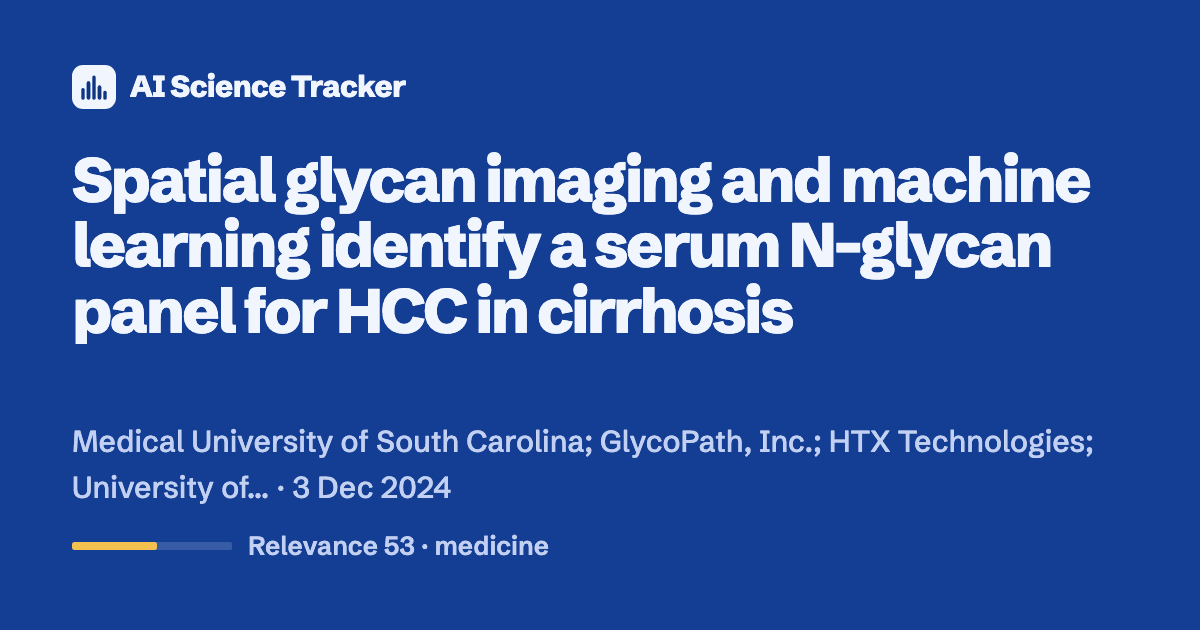 AI Science Tracker
Spatial glycan imaging and machine
learning identify a serum N-glycan
panel for HCC in cirrhosis
Medical University of South Carolina; GlycoPath, Inc.; HTX Technologies;
University of... · 3 Dec 2024
Relevance 53 · medicine